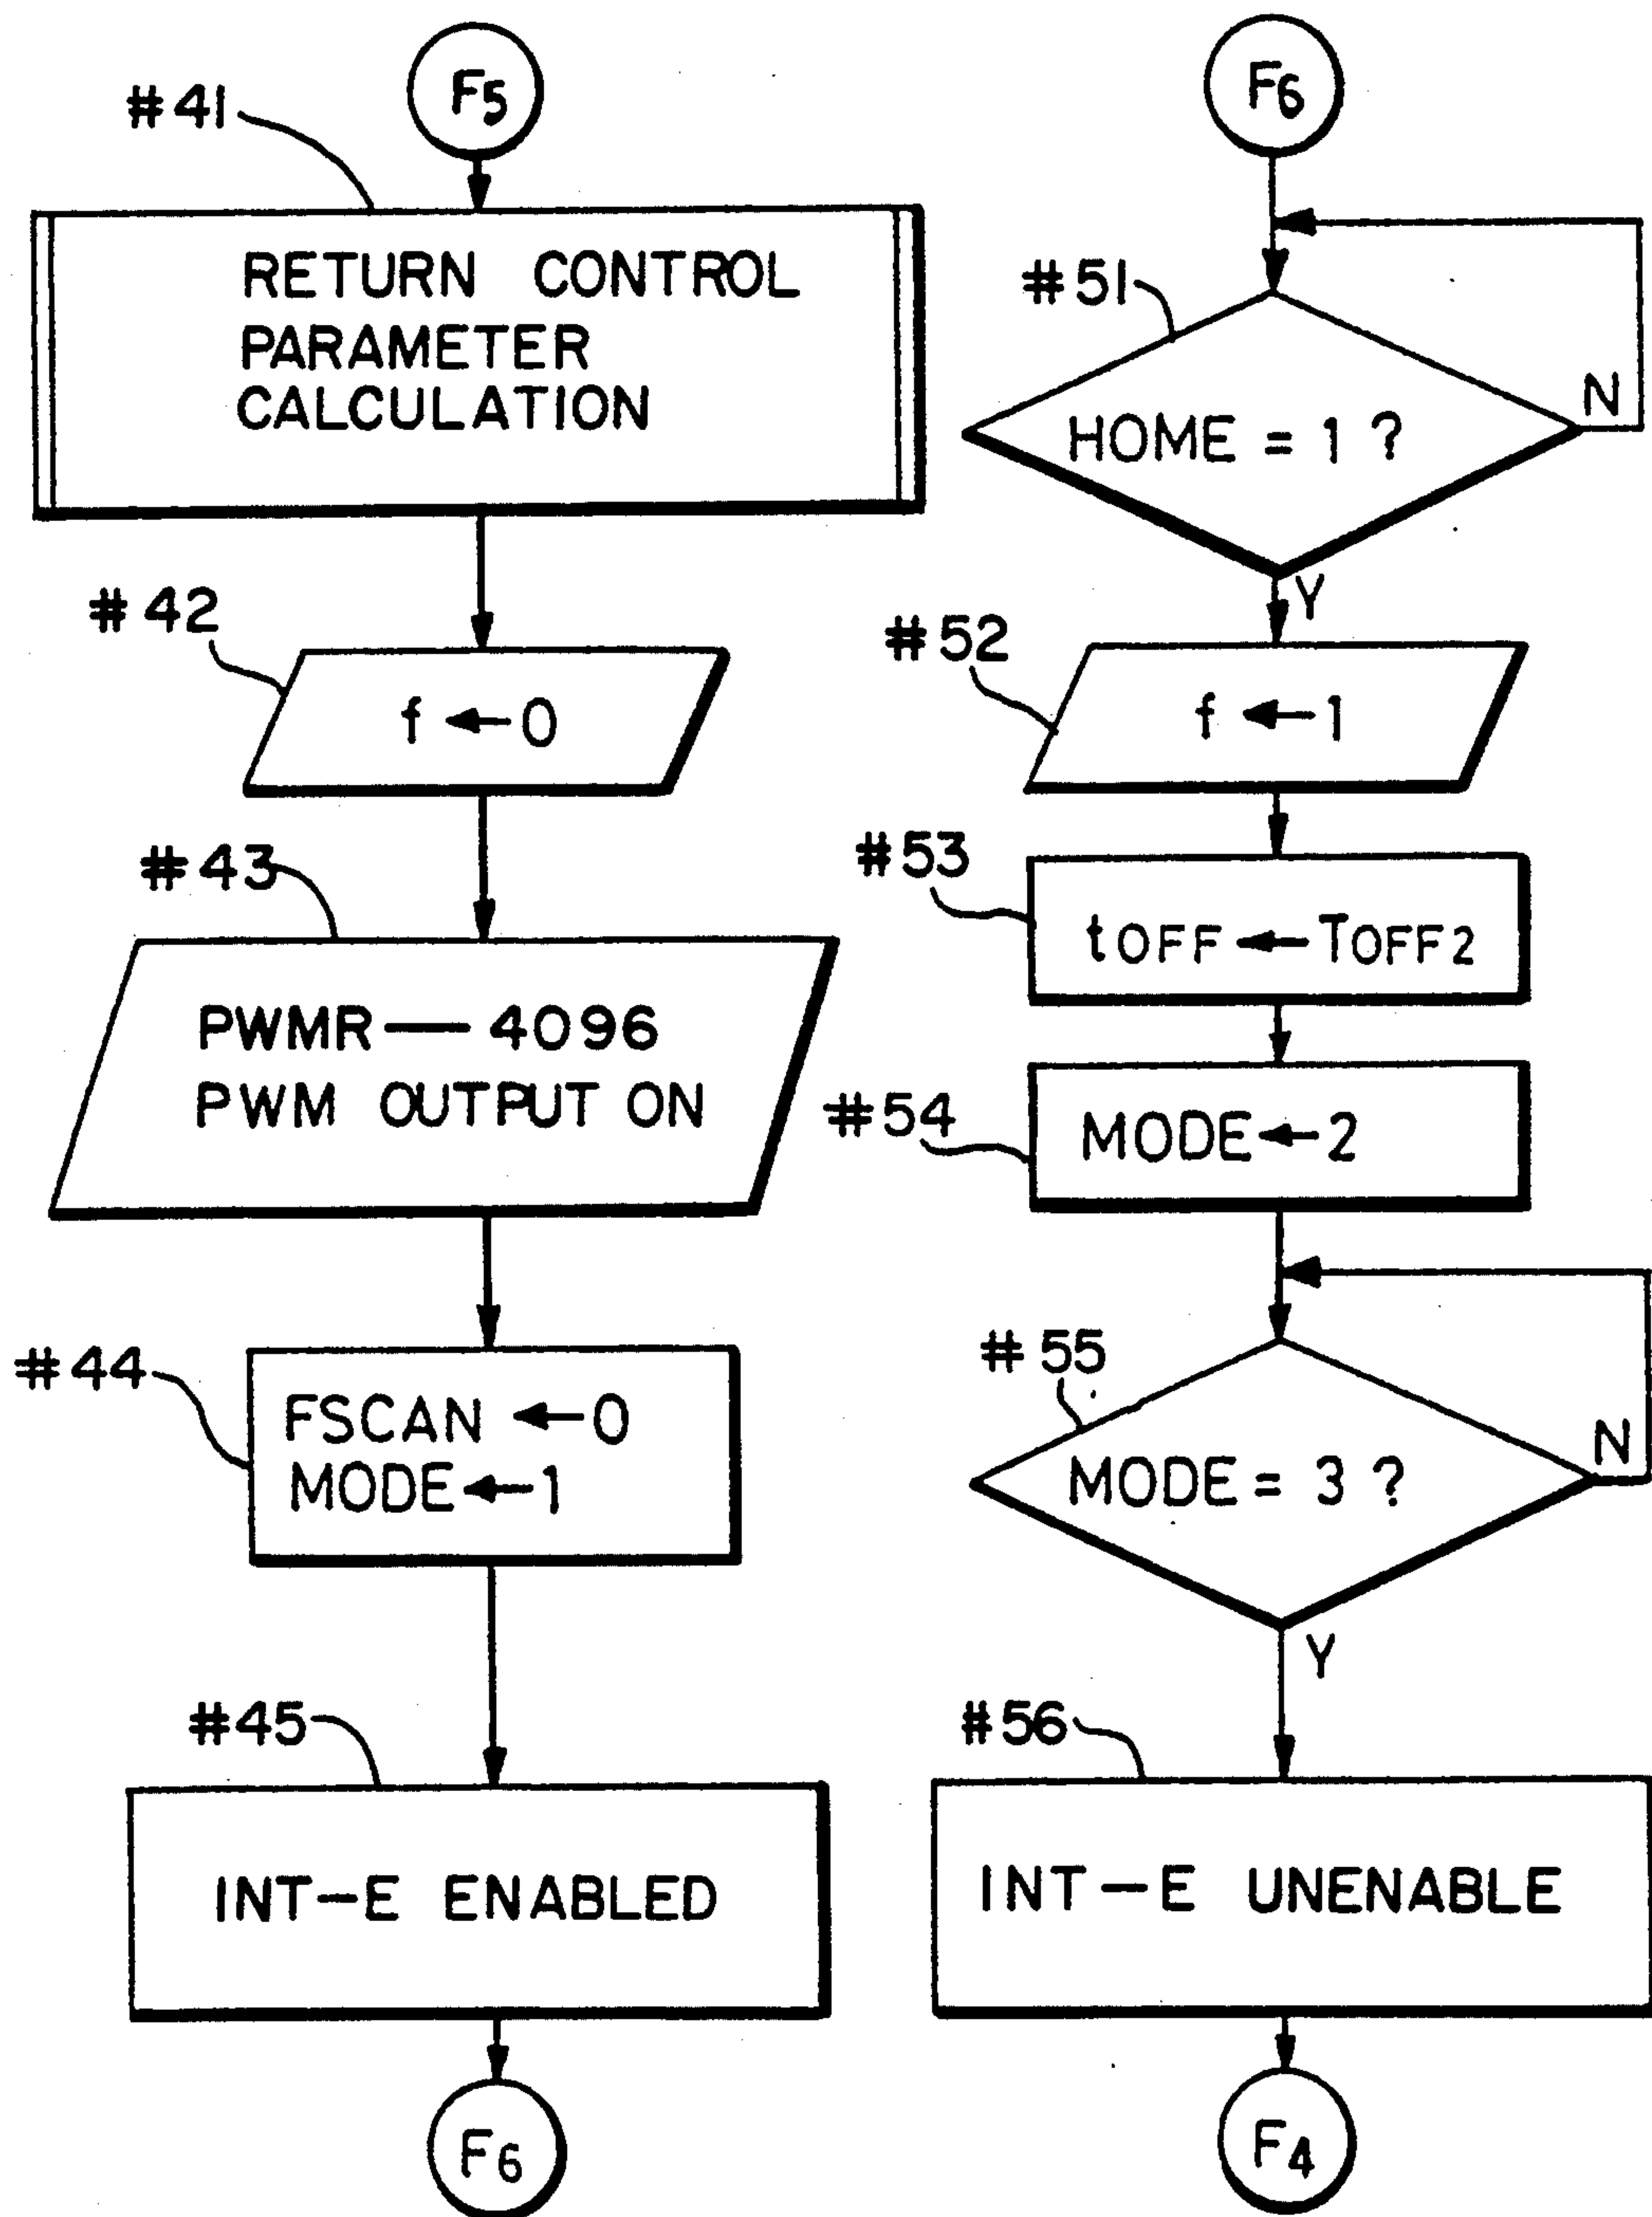 F5
#41
RETURN CONTROL
PARAMETER
CALCULATION
#42
f ← 0
#43
PWMR — 4096
PWM OUTPUT ON
#44
FSCAN ← 0
MODE ← 1
#45
INT-E ENABLED
F6
F6
#51
HOME = 1 ?
N
Y
#52
f ← 1
#53
tOFF ← TOFF2
#54
MODE ← 2
#55
MODE = 3 ?
N
Y
#56
INT-E UNENABLE
F4